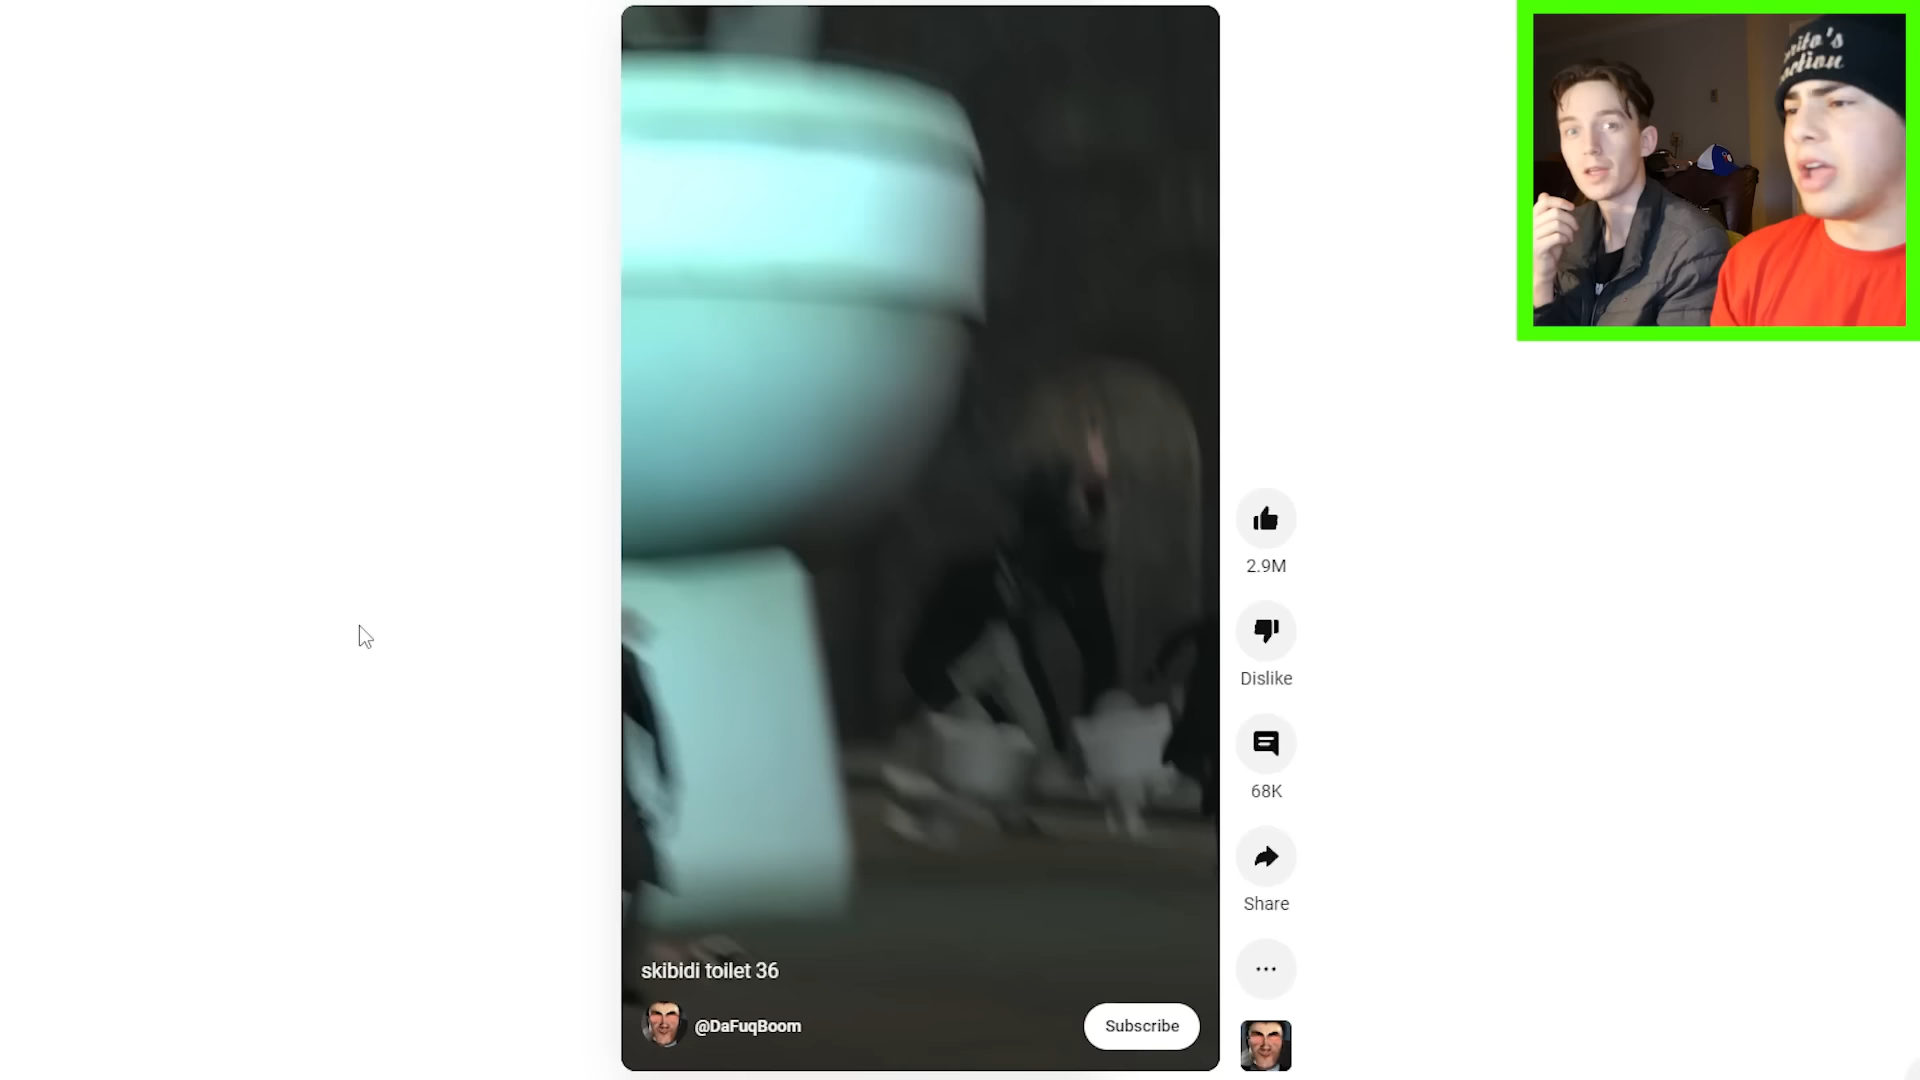 2.9M
Dislike
68K
Share
skibidi toilet 36
@DaFuqBoom
Subscribe